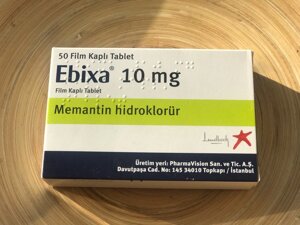 50 Film Kaplı Tablet
Ebixa® 10 mg
Film Kaplı Tablet
Memantin hidroklorür
Lundbeck
Üretim yeri: PharmaVision San. ve Tic. A.Ş.
Davutpaşa Cad. No: 145 34010 Topkapı / İstanbul